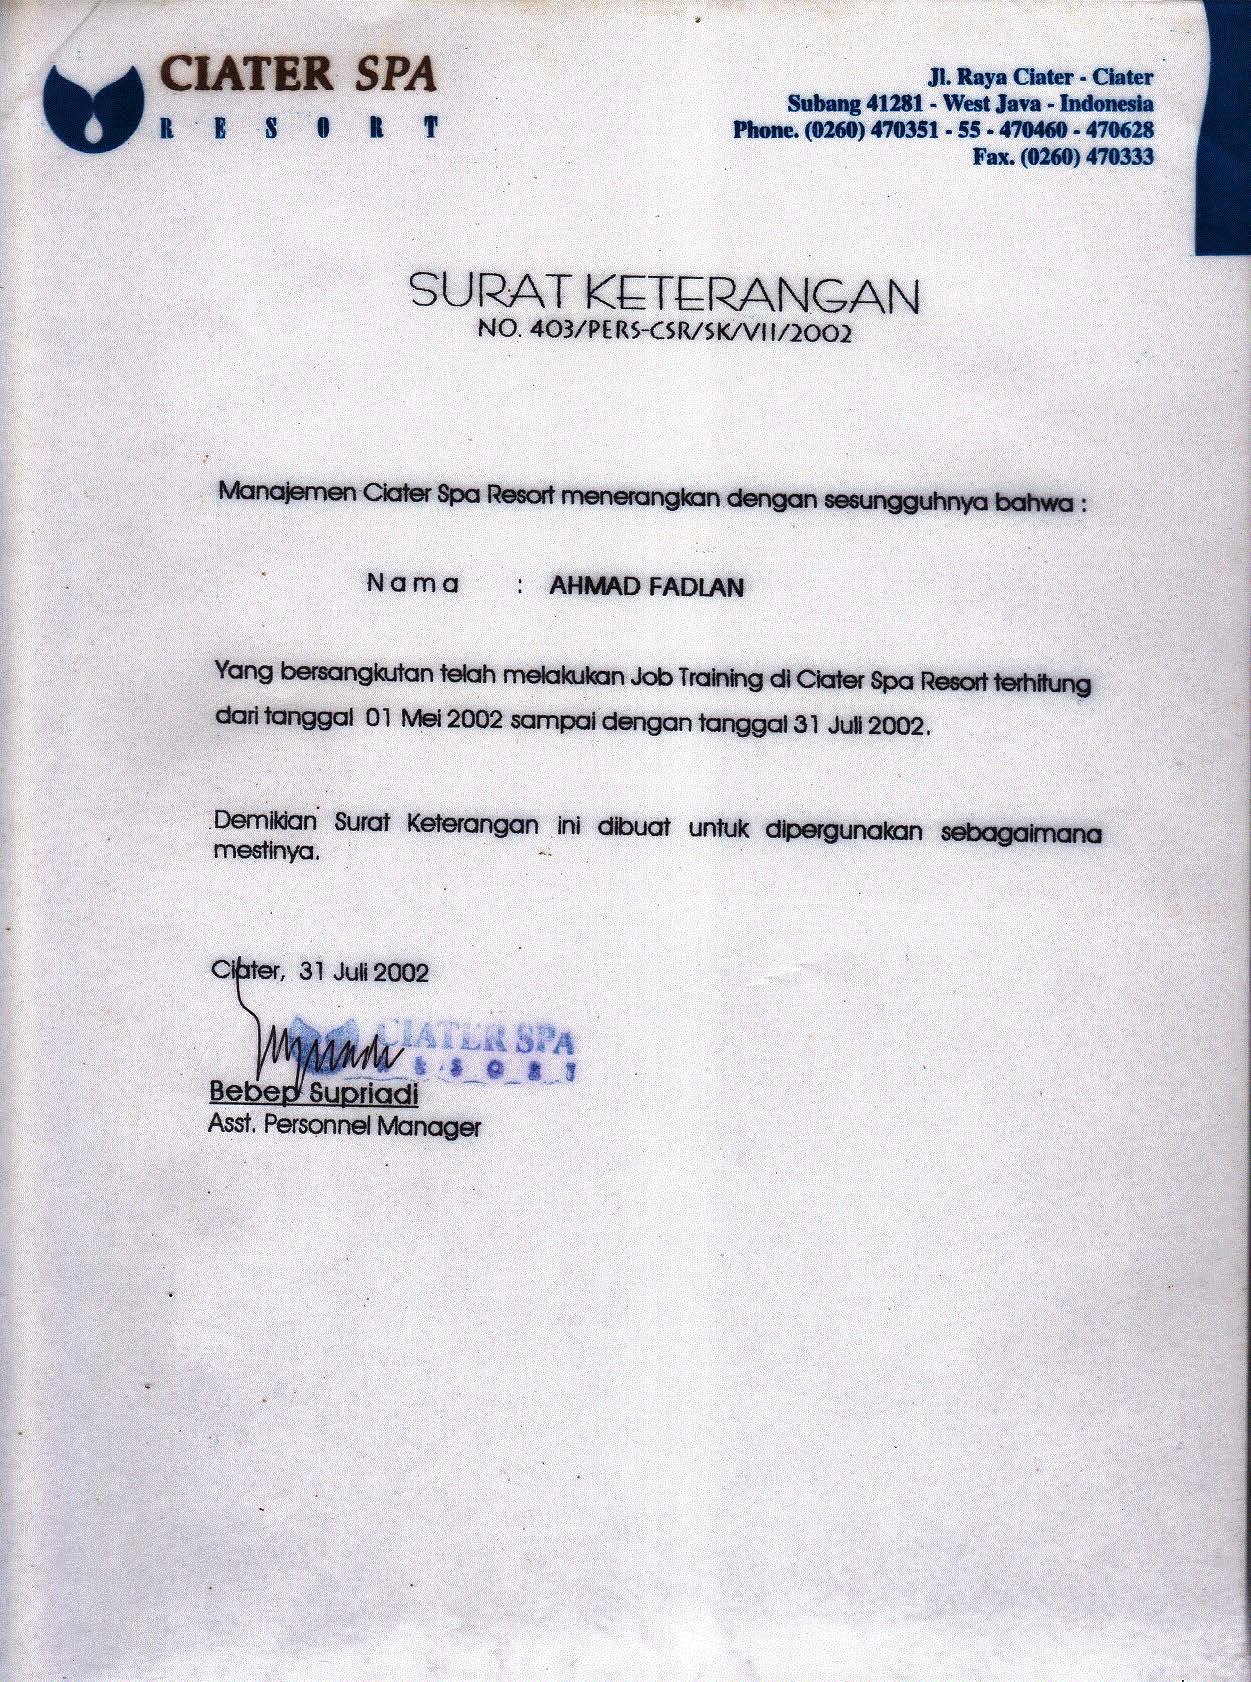 CIATER SPA
RESORT
Jl. Raya Ciater - Ciater
Subang 41281 - West Java - Indonesia
Phone. (0260) 470351 - 55 - 470460 - 470628
Fax. (0260) 470333
SURAT KETERANGAN
NO. 403/PERS-CSR/SK/VII/2002
Manajemen Ciater Spa Resort menerangkan dengan sesungguhnya bahwa :
Nama : AHMAD FADLAN
Yang bersangkutan telah melakukan Job Training di Ciater Spa Resort terhitung
dari tanggal 01 Mei 2002 sampai dengan tanggal 31 Juli 2002.
Demikian Surat Keterangan ini dibuat untuk dipergunakan sebagaimana
mestinya.
Ciater, 31 Juli 2002
CIATER SPA
Bebep Supriadi
Asst. Personnel Manager